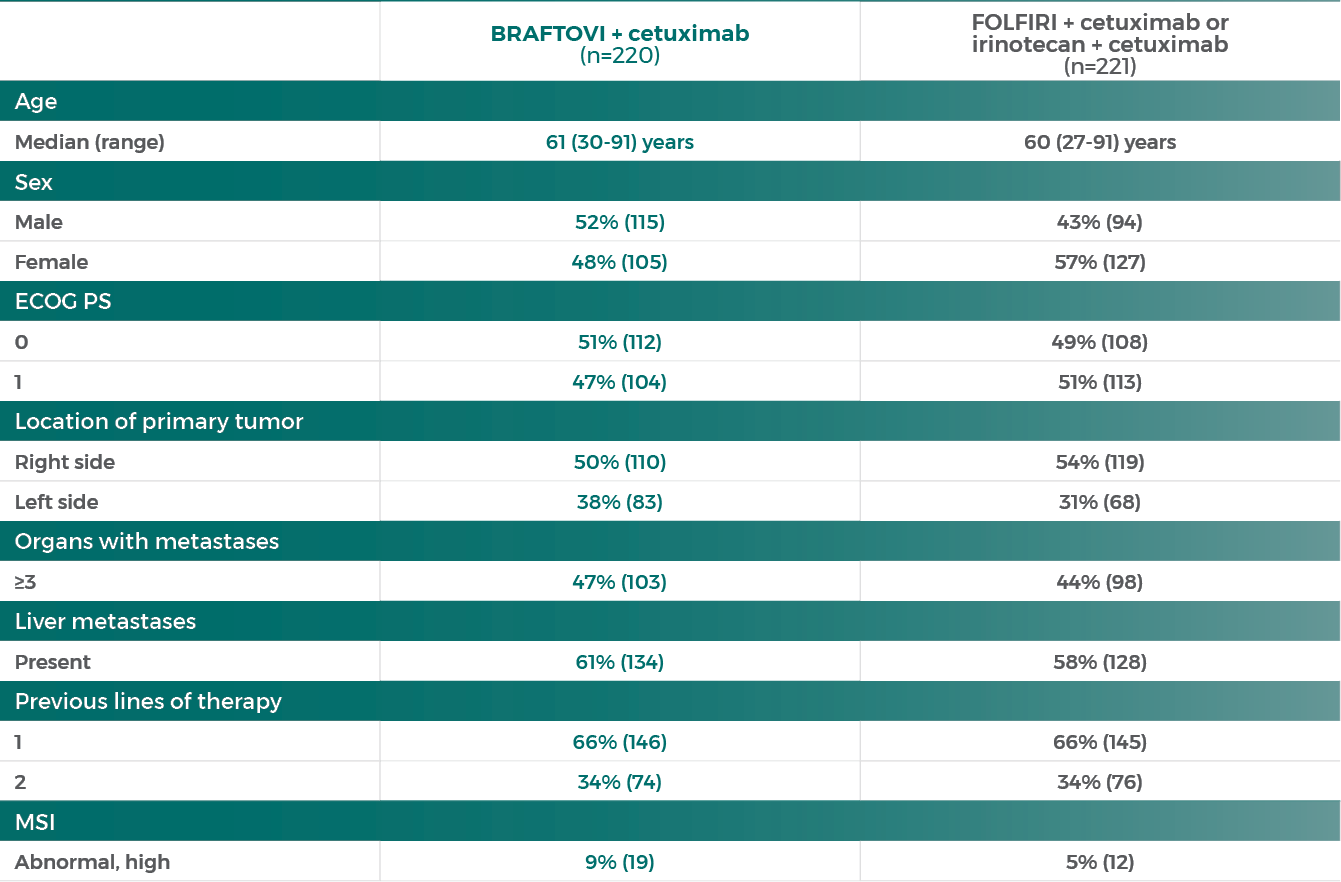 BRAFTOVI + cetuximab
(n=220)
FOLFIRI + cetuximab or
irinotecan + cetuximab
(n=221)
Age
Median (range) 61 (30-91) years 60 (27-91) years
Sex
Male 52% (115) 43% (94)
Female 48% (105) 57% (127)
ECOG PS
0 51% (112) 49% (108)
1 47% (104) 51% (113)
Location of primary tumor
Right side 50% (110) 54% (119)
Left side 38% (83) 31% (68)
Organs with metastases
≥3 47% (103) 44% (98)
Liver metastases
Present 61% (134) 58% (128)
Previous lines of therapy
1 66% (146) 66% (145)
2 34% (74) 34% (76)
MSI
Abnormal, high 9% (19) 5% (12)